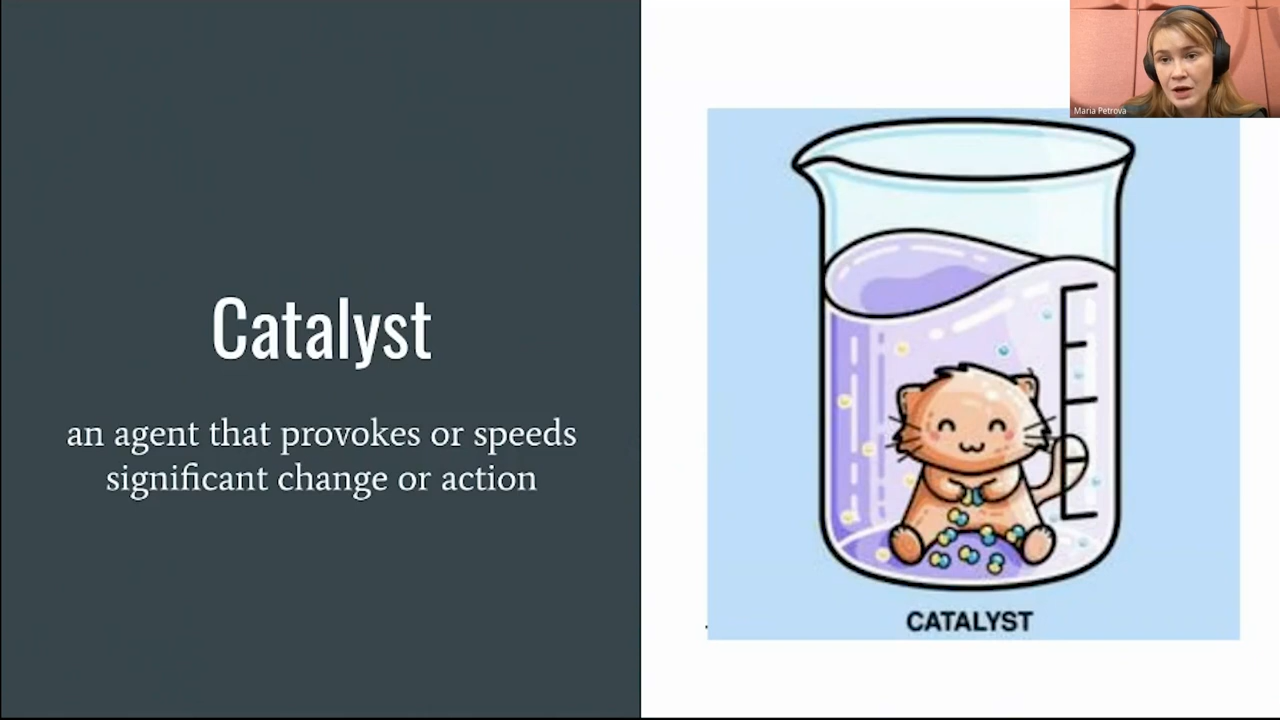 Catalyst
an agent that provokes or speeds
significant change or action
CATALYST
Maria Petrova